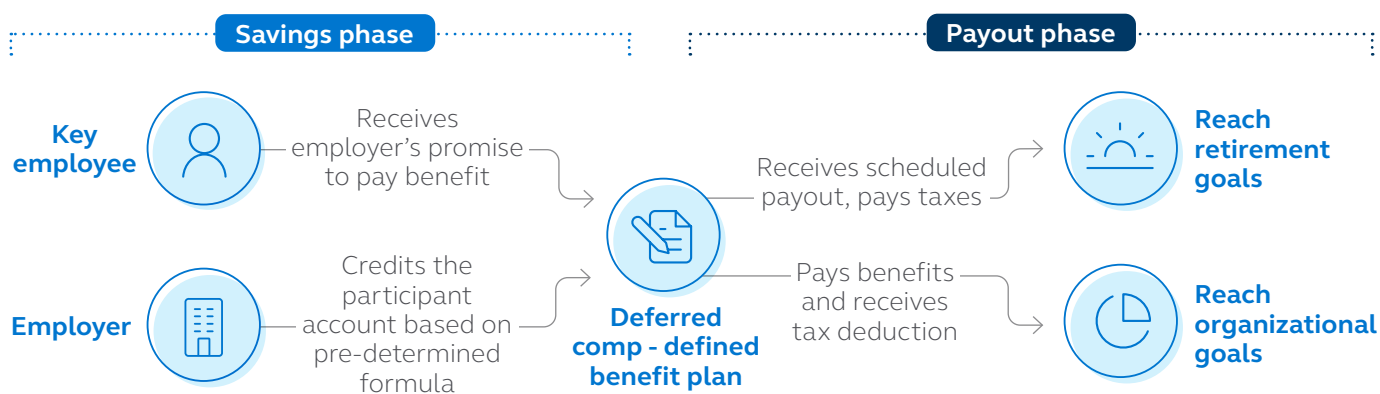 Savings phase
Payout phase
Key
employee
Receives
employer's promise
to pay benefit
Receives scheduled
payout, pays taxes
Reach
retirement
goals
Employer
Credits the
participant
account based on
pre-determined
formula
Deferred
comp - defined
benefit plan
Pays benefits
and receives
tax deduction
Reach
organizational
goals